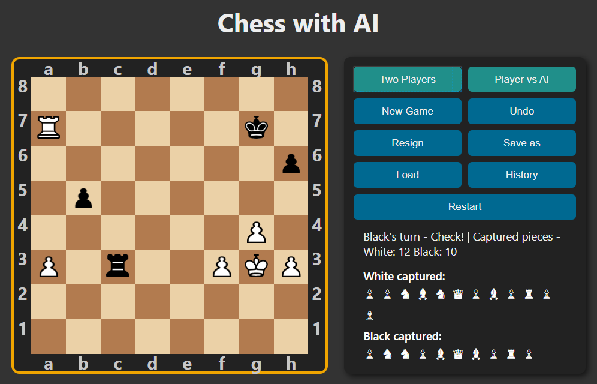 Chess with AI
a b c d e f g h
8 8
7 7
6 6
5 5
4 4
3 3
2 2
1 1
a b c d e f g h
Two Players
Player vs AI
New Game
Undo
Resign
Save as
Load
History
Restart
Black's turn - Check! | Captured pieces -
White: 12 Black: 10
White captured:
Black captured: